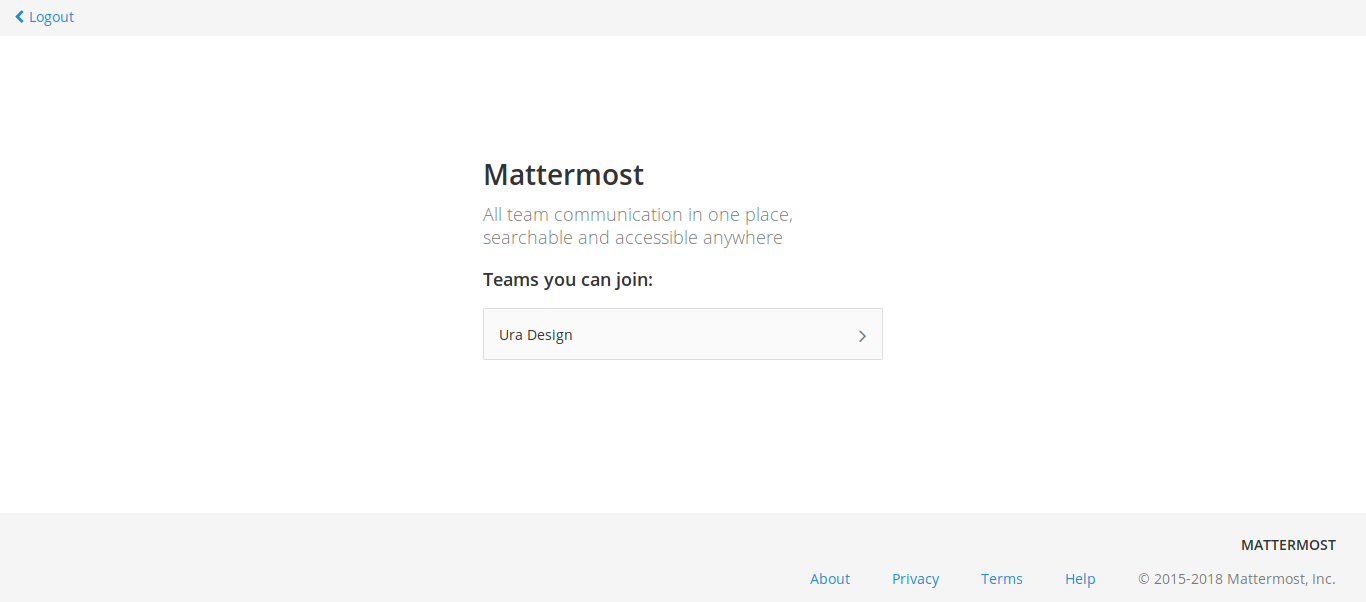 Logout
Mattermost
All team communication in one place,
searchable and accessible anywhere
Teams you can join:
Ura Design
MATTERMOST
About Privacy Terms Help © 2015-2018 Mattermost, Inc.